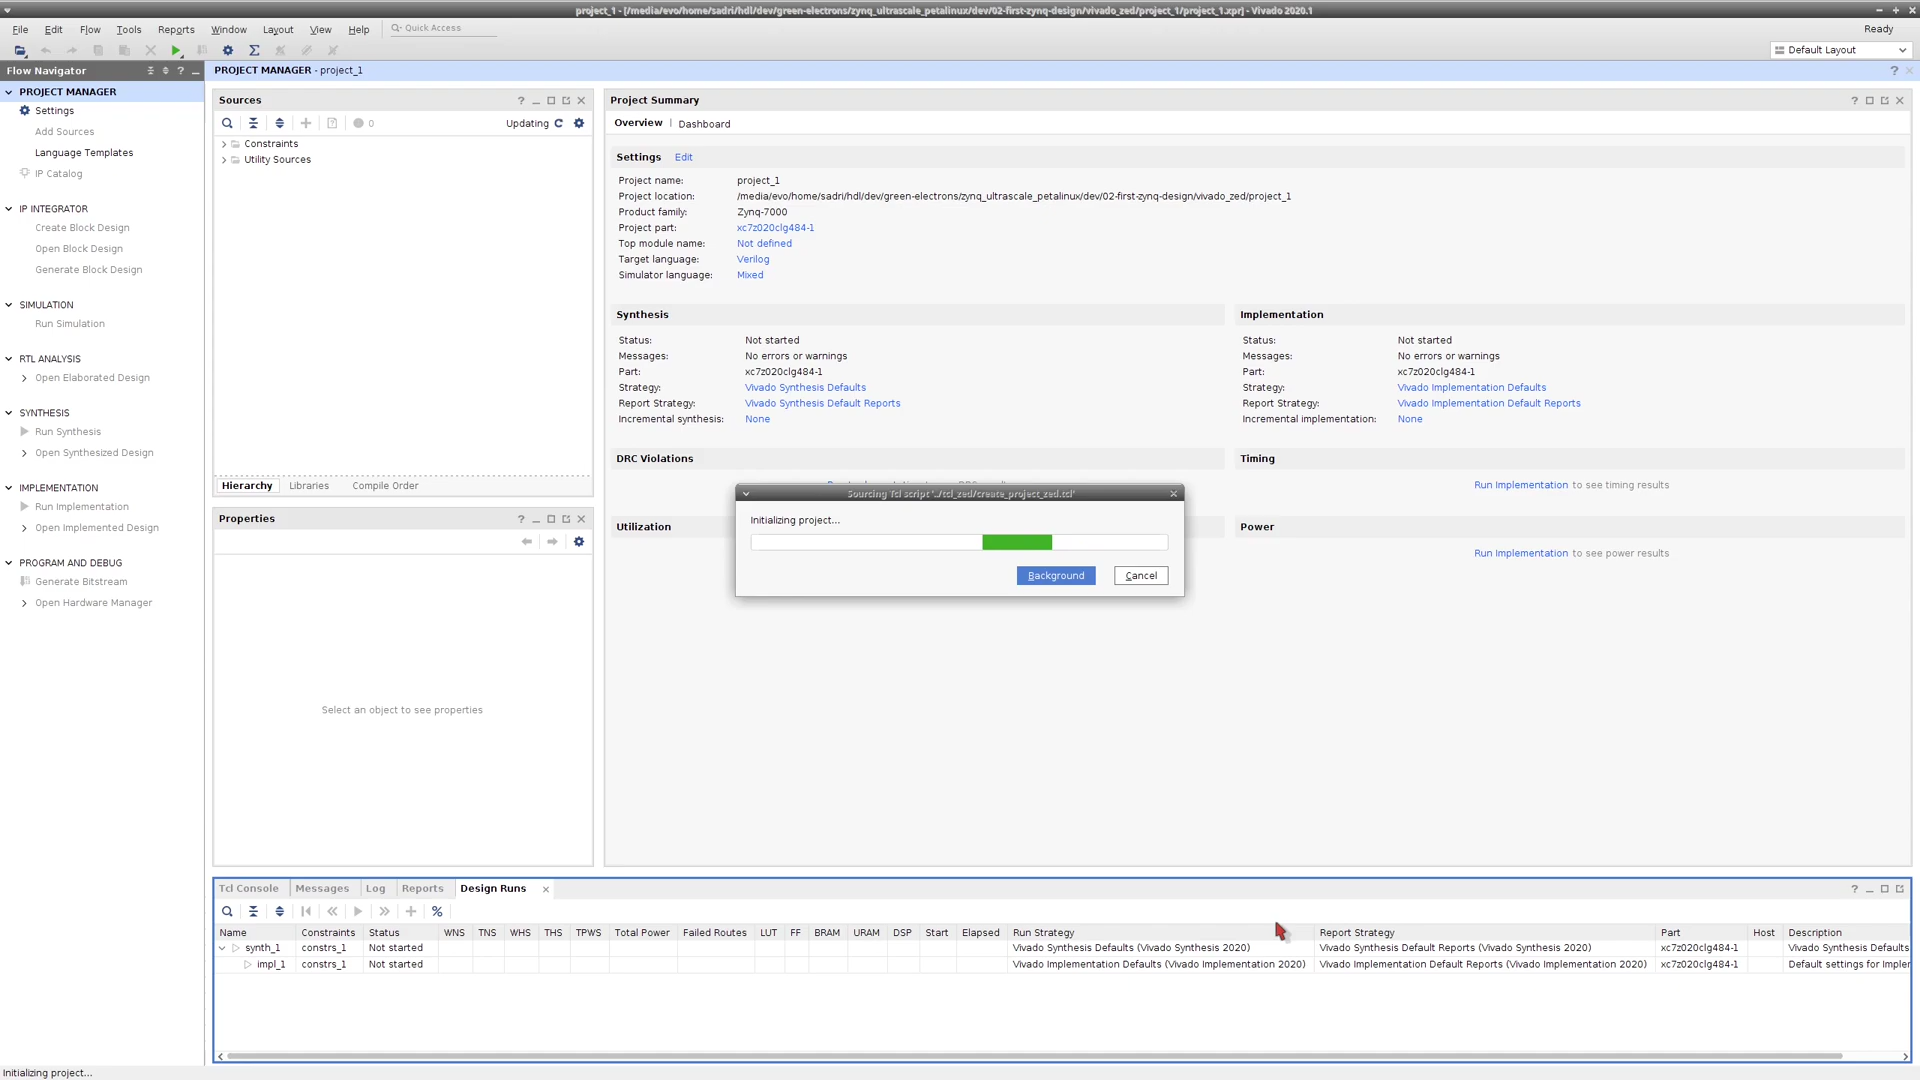 project_1 - [/media/evo/home/sadri/hdl/dev/green-electrons/zynq_ultrascale_petalinux/dev/02-first-zynq-design/vivado_zed/project_1/project_1.xpr] - Vivado 2020.1
File Edit Flow Tools Reports Window Layout View Help Quick Access Ready
Default Layout
Flow Navigator
PROJECT MANAGER - project_1
PROJECT MANAGER
Settings
Add Sources
Language Templates
IP Catalog
IP INTEGRATOR
Create Block Design
Open Block Design
Generate Block Design
SIMULATION
Run Simulation
RTL ANALYSIS
Open Elaborated Design
SYNTHESIS
Run Synthesis
Open Synthesized Design
IMPLEMENTATION
Run Implementation
Open Implemented Design
PROGRAM AND DEBUG
Generate Bitstream
Open Hardware Manager
Sources
0 Updating
Constraints
Utility Sources
Hierarchy Libraries Compile Order
Properties
Select an object to see properties
Project Summary
Overview | Dashboard
Settings Edit
Project name: project_1
Project location: /media/evo/home/sadri/hdl/dev/green-electrons/zynq_ultrascale_petalinux/dev/02-first-zynq-design/vivado_zed/project_1
Product family: Zynq-7000
Project part: xc7z020clg484-1
Top module name: Not defined
Target language: Verilog
Simulator language: Mixed
Synthesis
Status: Not started
Messages: No errors or warnings
Part: xc7z020clg484-1
Strategy: Vivado Synthesis Defaults
Report Strategy: Vivado Synthesis Default Reports
Incremental synthesis: None
Implementation
Status: Not started
Messages: No errors or warnings
Part: xc7z020clg484-1
Strategy: Vivado Implementation Defaults
Report Strategy: Vivado Implementation Default Reports
Incremental implementation: None
DRC Violations
Timing
Run Implementation to see timing results
Utilization
Power
Run Implementation to see power results
Sourcing Tcl script '../tcl_zed/create_project_zed.tcl'
Initializing project...
Background Cancel
Tcl Console Messages Log Reports Design Runs
Name Constraints Status WNS TNS WHS THS TPWS Total Power Failed Routes LUT FF BRAM URAM DSP Start Elapsed Run Strategy Report Strategy Part Host Description
synth_1 constrs_1 Not started Vivado Synthesis Defaults (Vivado Synthesis 2020) Vivado Synthesis Default Reports (Vivado Synthesis 2020) xc7z020clg484-1 Vivado Synthesis Defaults
impl_1 constrs_1 Not started Vivado Implementation Defaults (Vivado Implementation 2020) Vivado Implementation Default Reports (Vivado Implementation 2020) xc7z020clg484-1 Default settings for Impler
Initializing project...